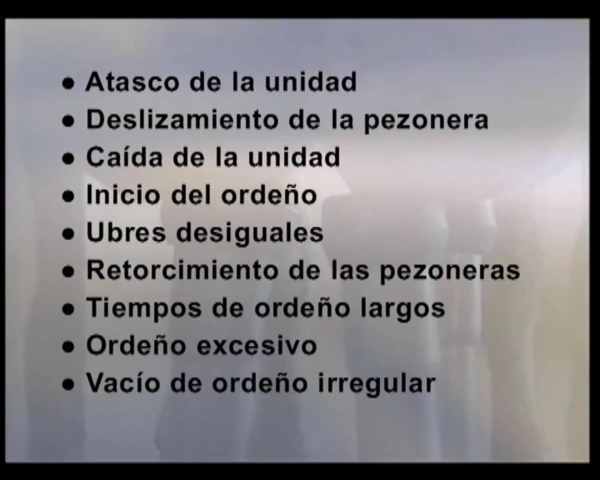 ● Atasco de la unidad
● Deslizamiento de la pezonera
● Caída de la unidad
● Inicio del ordeño
● Ubres desiguales
● Retorcimiento de las pezoneras
● Tiempos de ordeño largos
● Ordeño excesivo
● Vacío de ordeño irregular